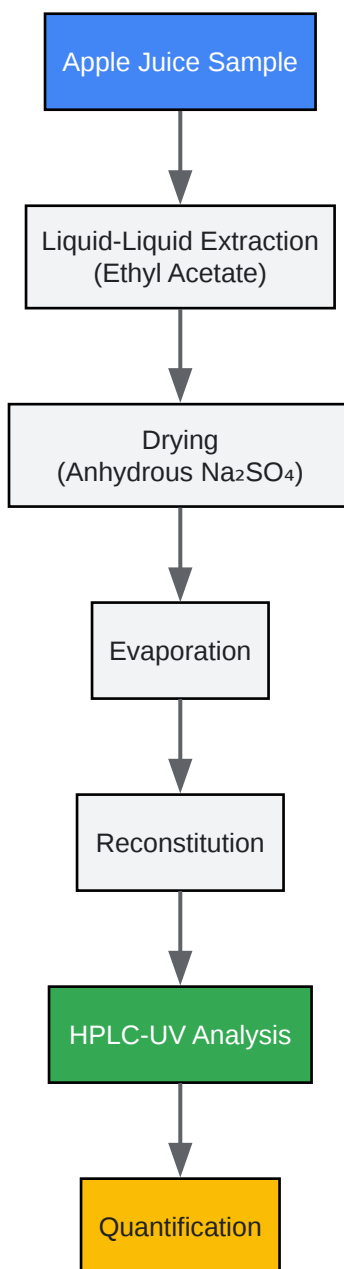 Apple Juice Sample
Liquid-Liquid Extraction
(Ethyl Acetate)
Drying
(Anhydrous Na₂SO₄)
Evaporation
Reconstitution
HPLC-UV Analysis
Quantification